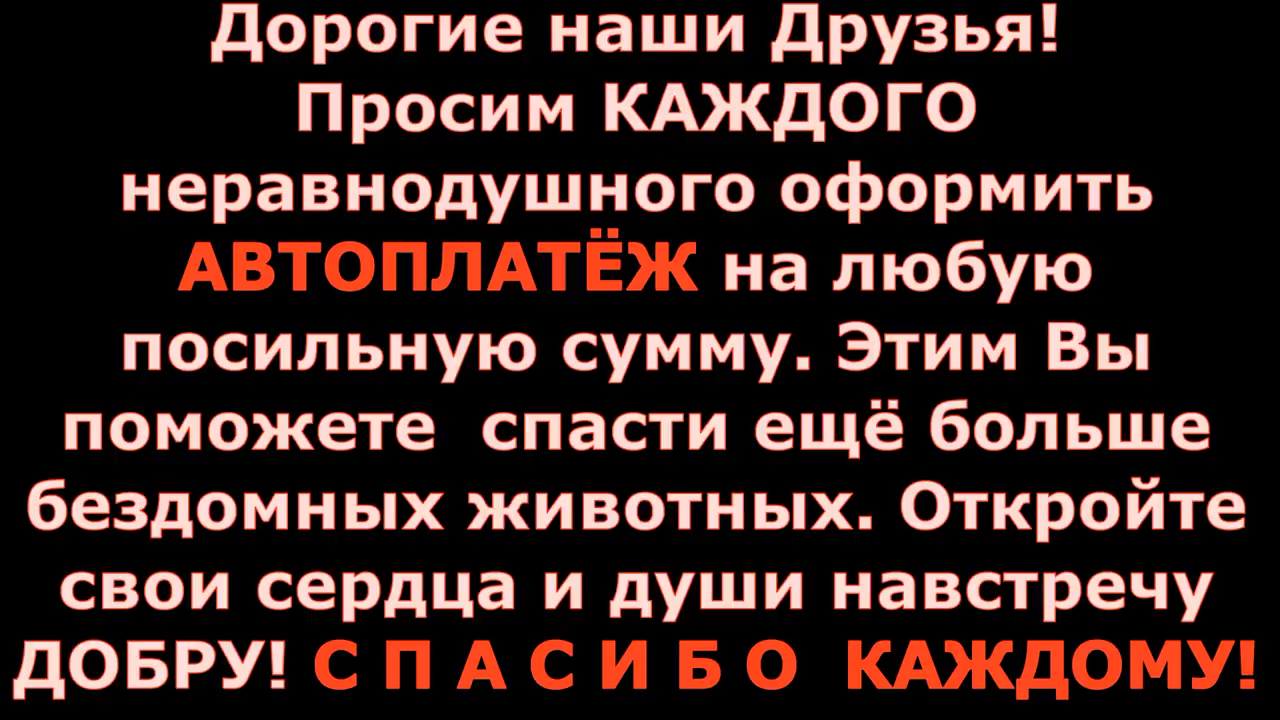 Дорогие наши Друзья!
Просим КАЖДОГО
неравнодушного оформить
АВТОПЛАТЁЖ на любую
посильную сумму. Этим Вы
поможете  спасти ещё больше
бездомных животных. Откройте
свои сердца и души навстречу
ДОБРУ! С П А С И Б О  КАЖДОМУ!